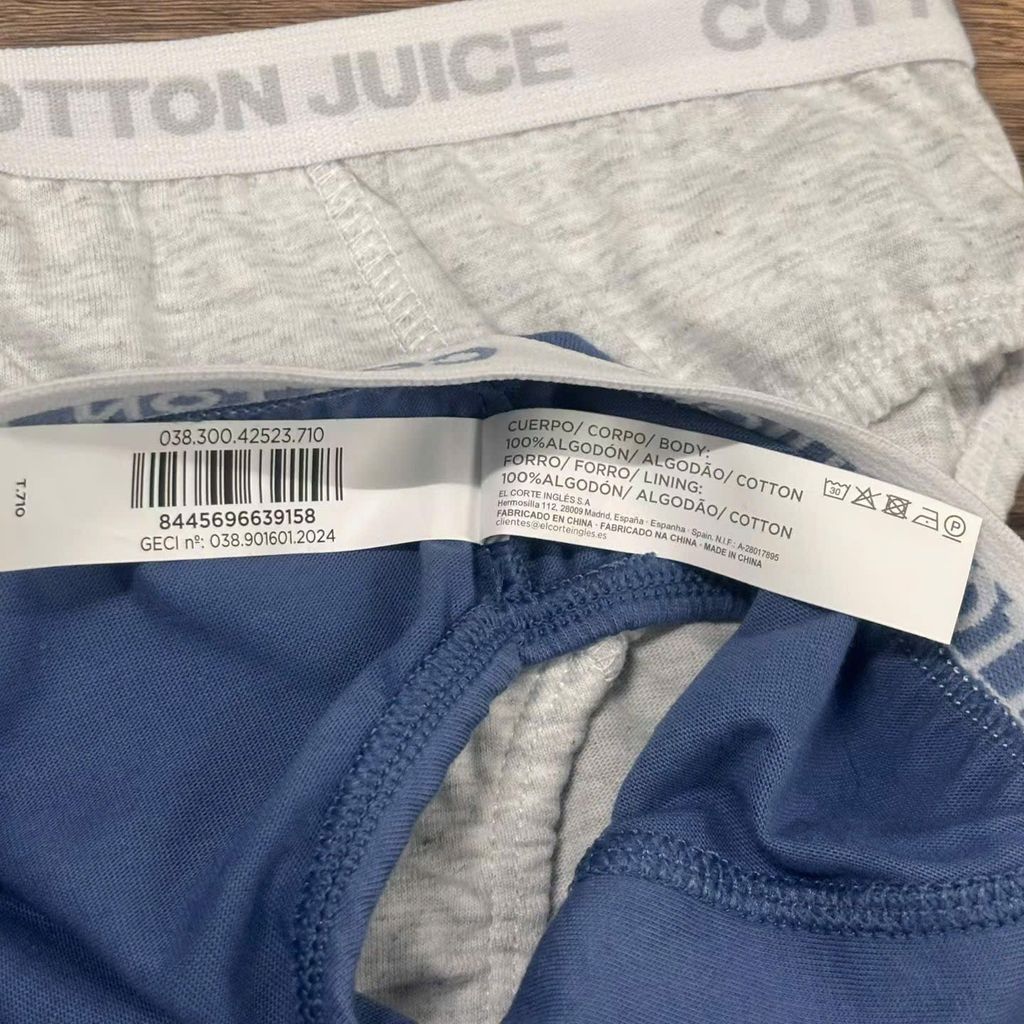 COTTON JUICE COTT
T.710
038.300.42523.710
8445696639158
GECI nº: 038.901601.2024
CUERPO/ CORPO/ BODY:
100%ALGODÓN/ ALGODÃO/ COTTON
FORRO/ FORRO/ LINING:
100%ALGODÓN/ ALGODÃO/ COTTON
EL CORTE INGLÉS S.A
Hermosilla 112, 28009 Madrid, España · Espanha · Spain. N.I.F.: A-28017895
FABRICADO EN CHINA · FABRICADO NA CHINA · MADE IN CHINA
clientes@elcorteingles.es
30
P